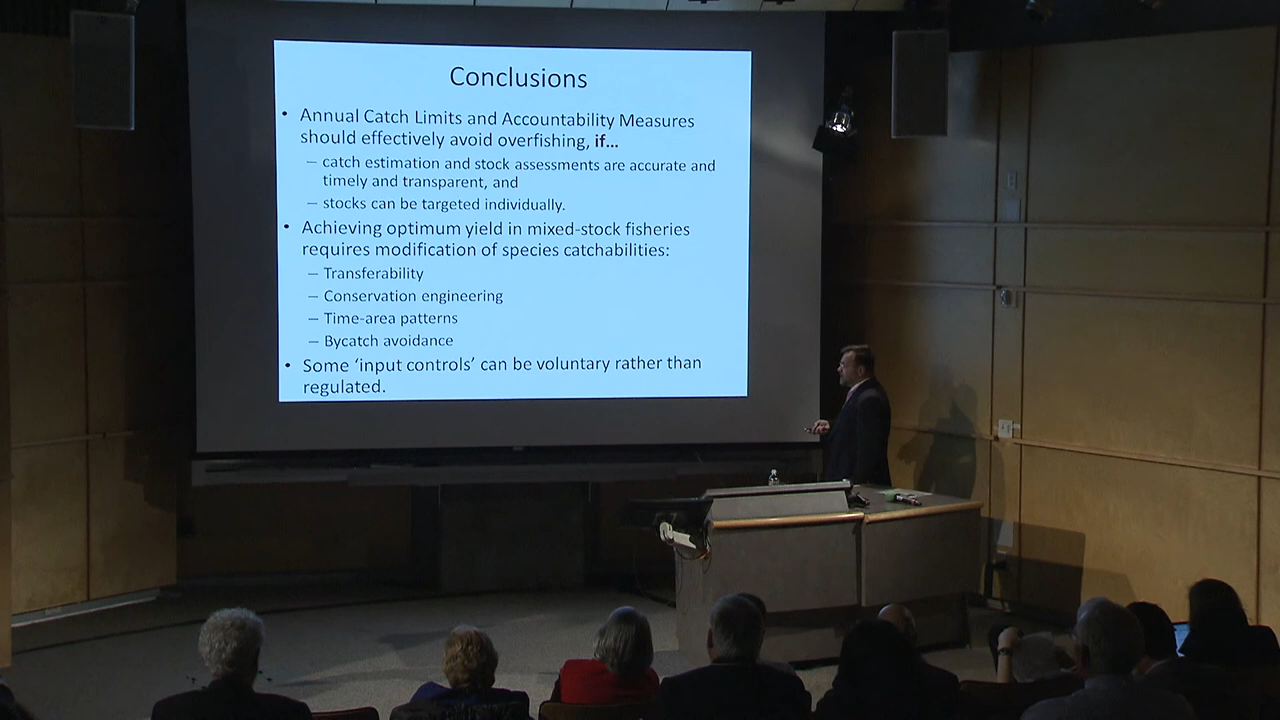 Conclusions
• Annual Catch Limits and Accountability Measures
should effectively avoid overfishing, if...
– catch estimation and stock assessments are accurate and
timely and transparent, and
– stocks can be targeted individually.
• Achieving optimum yield in mixed-stock fisheries
requires modification of species catchabilities:
– Transferability
– Conservation engineering
– Time-area patterns
– Bycatch avoidance
• Some ‘input controls’ can be voluntary rather than
regulated.